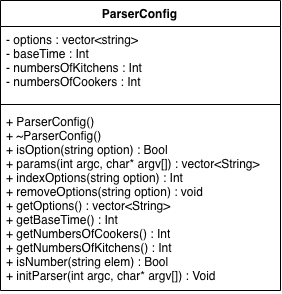 ParserConfig
- options : vector<string>
- baseTime : Int
- numbersOfKitchens : Int
- numbersOfCookers : Int
+ ParserConfig()
+ ~ParserConfig()
+ isOption(string option) : Bool
+ params(int argc, char* argv[]) : vector<String>
+ indexOptions(string option) : Int
+ removeOptions(string option) : void
+ getOptions() : vector<String>
+ getBaseTime() : Int
+ getNumbersOfCookers() : Int
+ getNumbersOfKitchens() : Int
+ isNumber(string elem) : Bool
+ initParser(int argc, char* argv[]) : Void